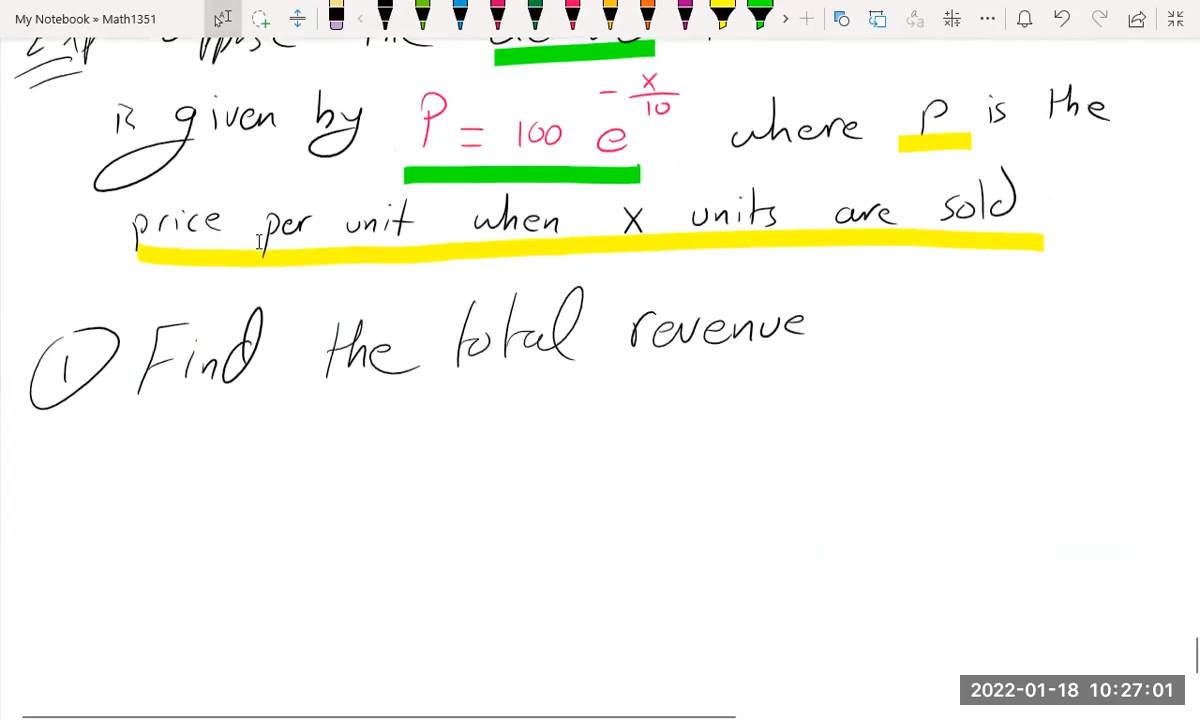 My Notebook » Math1351
is given by P = 100 e^{-x/10} where p is the
price per unit when x units are sold
① Find the total revenue
2022-01-18 10:27:01